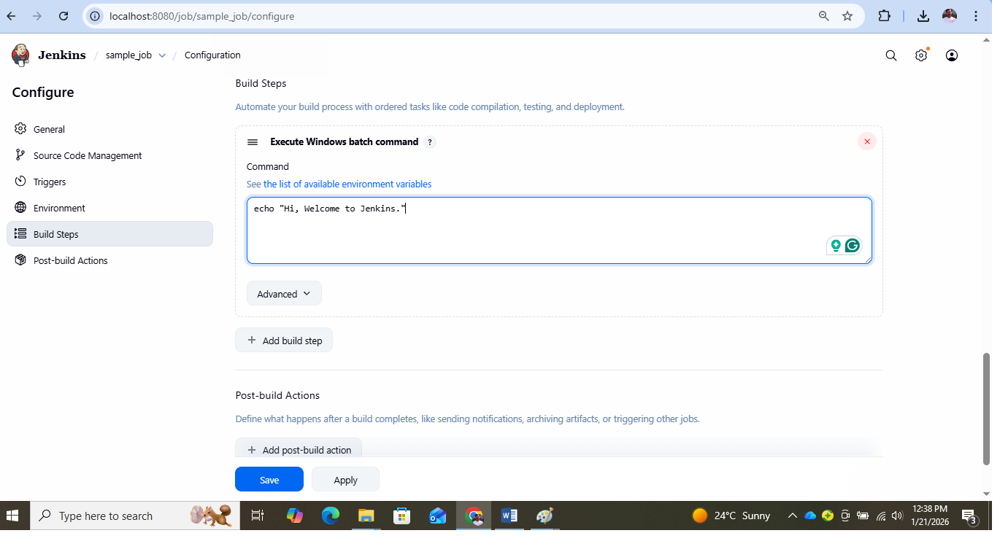 localhost:8080/job/sample_job/configure
Jenkins / sample_job / Configuration
Configure
General
Source Code Management
Triggers
Environment
Build Steps
Post-build Actions
Build Steps
Automate your build process with ordered tasks like code compilation, testing, and deployment.
Execute Windows batch command ?
Command
See the list of available environment variables
echo "Hi, Welcome to Jenkins."
Advanced
+ Add build step
Post-build Actions
Define what happens after a build completes, like sending notifications, archiving artifacts, or triggering other jobs.
+ Add post-build action
Save
Apply
Type here to search
24°C Sunny
12:38 PM
1/21/2026
3